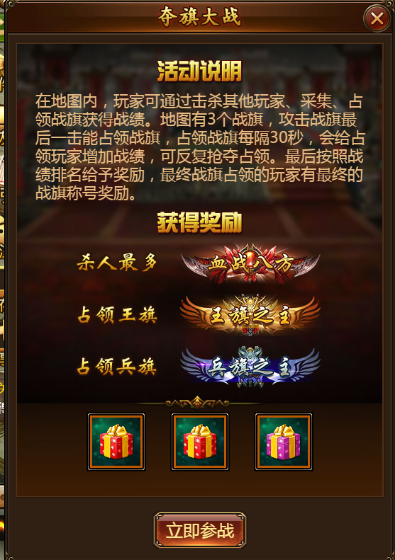 夺旗大战
活动说明
在地图内，玩家可通过击杀其他玩家、采集、占
领战旗获得战绩。地图有3个战旗，攻击战旗最
后一击能占领战旗，占领战旗每隔30秒，会给占
领玩家增加战绩，可反复抢夺占领。最后按照战
绩排名给予奖励，最终战旗占领的玩家有最终的
战旗称号奖励。
获得奖励
杀人最多 血战八方
占领王旗 王旗之主
占领兵旗 兵旗之主
立即参战